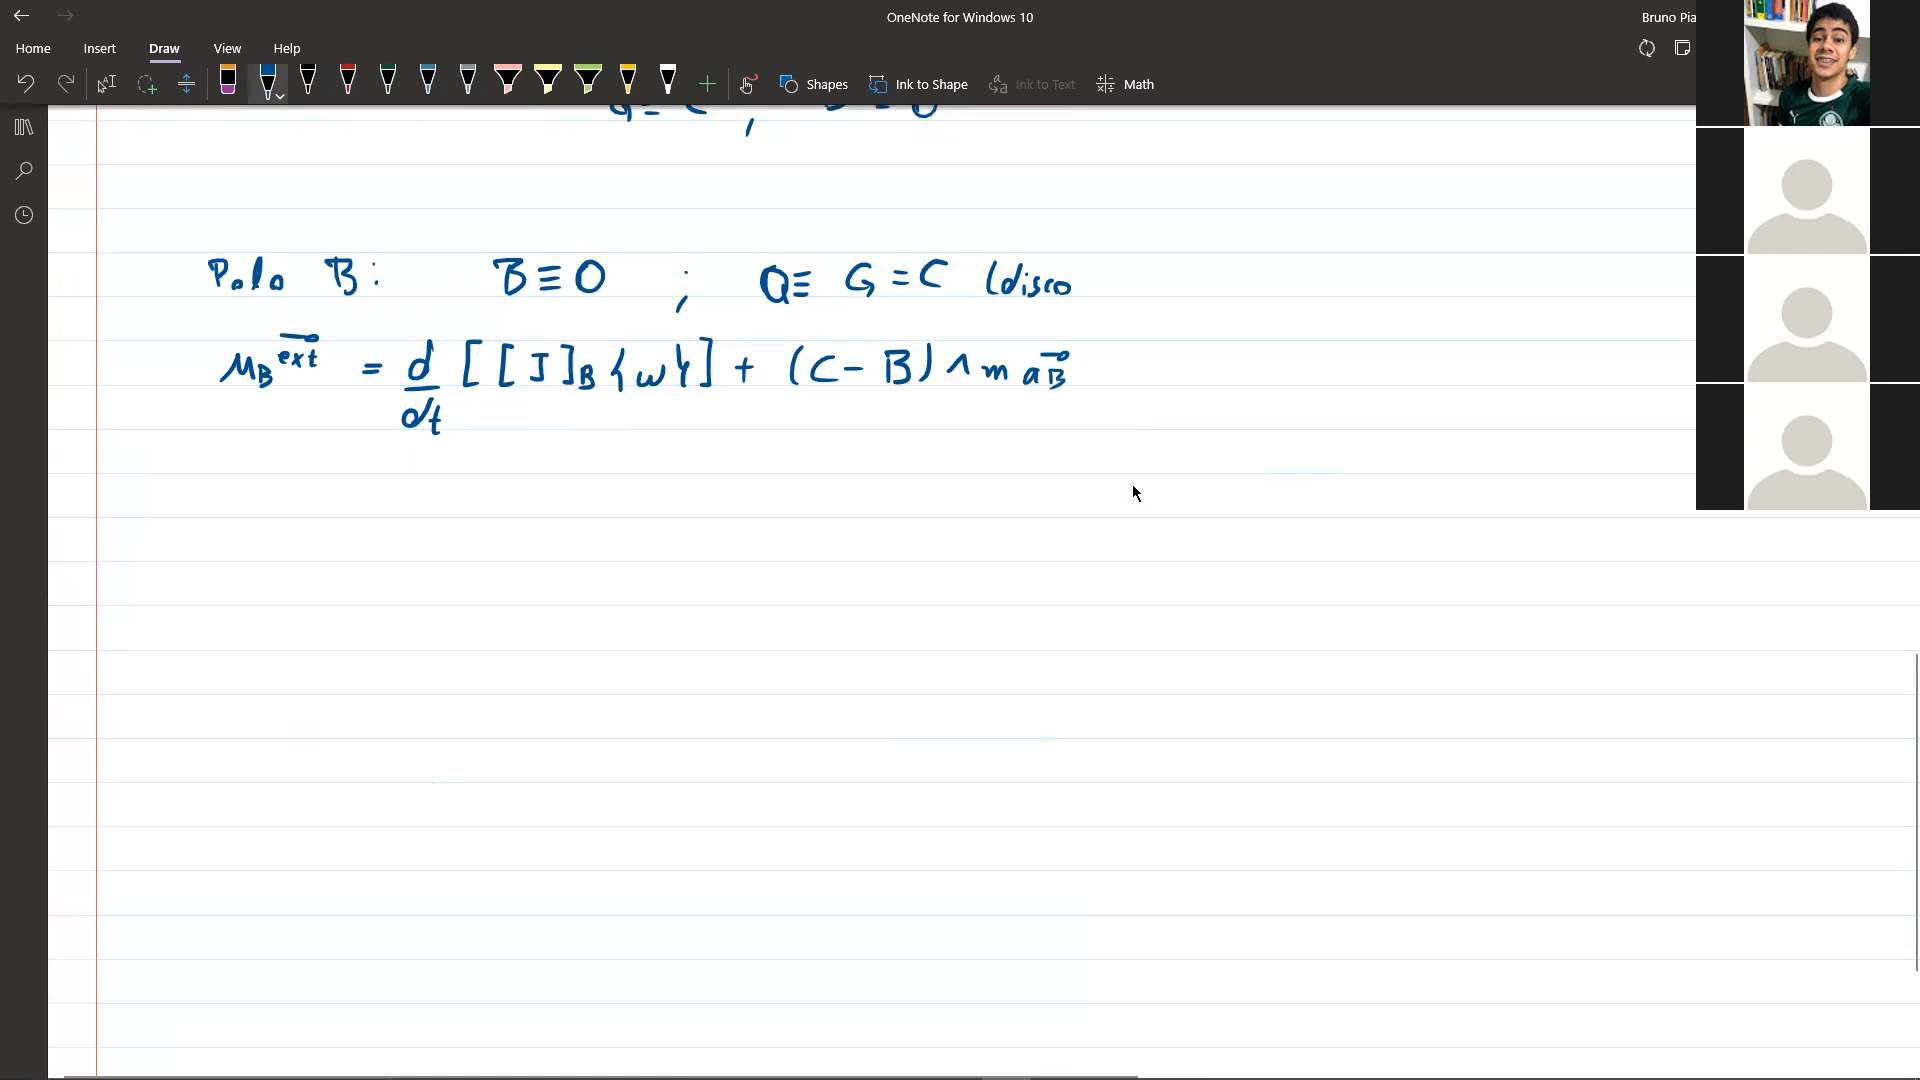 OneNote for Windows 10
Bruno Pia
Home Insert Draw View Help
Shapes Ink to Shape Ink to Text Math
G = C , B ≡ O
Polo B: B ≡ O ; Q ≡ G = C (disco
M_B^ext = d/dt [[J]_B {ω}] + (C - B) ∧ m a_B